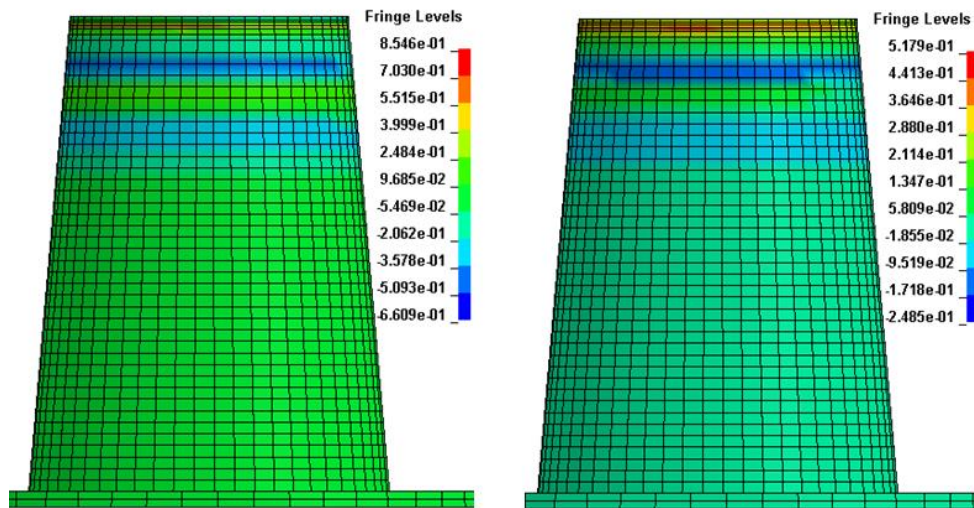 Fringe Levels
8.546e-01
7.030e-01
5.515e-01
3.999e-01
2.484e-01
9.685e-02
-5.469e-02
-2.062e-01
-3.578e-01
-5.093e-01
-6.609e-01
Fringe Levels
5.179e-01
4.413e-01
3.646e-01
2.880e-01
2.114e-01
1.347e-01
5.809e-02
-1.855e-02
-9.519e-02
-1.718e-01
-2.485e-01